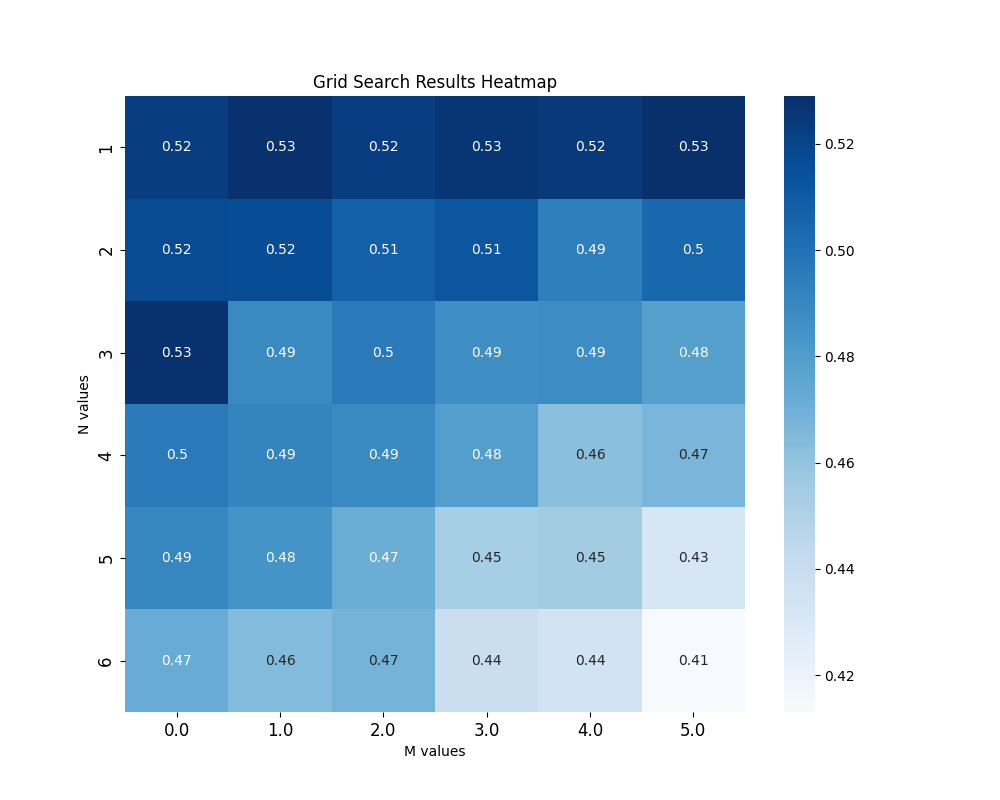 Grid Search Results Heatmap
1 0.52 0.53 0.52 0.53 0.52 0.53
2 0.52 0.52 0.51 0.51 0.49 0.5
3 0.53 0.49 0.5 0.49 0.49 0.48
4 0.5 0.49 0.49 0.48 0.46 0.47
5 0.49 0.48 0.47 0.45 0.45 0.43
6 0.47 0.46 0.47 0.44 0.44 0.41
N values
0.0 1.0 2.0 3.0 4.0 5.0
M values
0.52
0.50
0.48
0.46
0.44
0.42